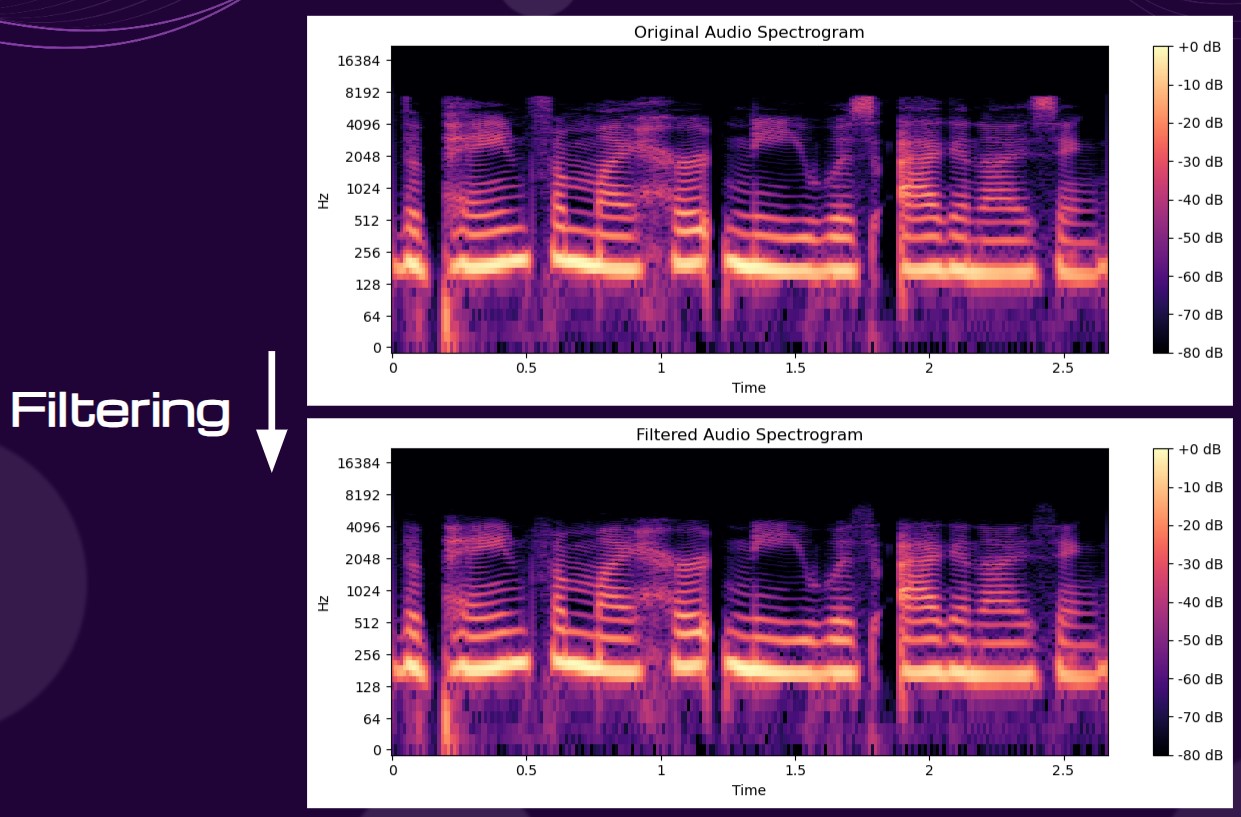 Original Audio Spectrogram
16384
8192
4096
2048
1024
512
256
128
64
0
Hz
0 0.5 1 1.5 2 2.5
Time
+0 dB
-10 dB
-20 dB
-30 dB
-40 dB
-50 dB
-60 dB
-70 dB
-80 dB
Filtering
Filtered Audio Spectrogram
16384
8192
4096
2048
1024
512
256
128
64
0
Hz
0 0.5 1 1.5 2 2.5
Time
+0 dB
-10 dB
-20 dB
-30 dB
-40 dB
-50 dB
-60 dB
-70 dB
-80 dB